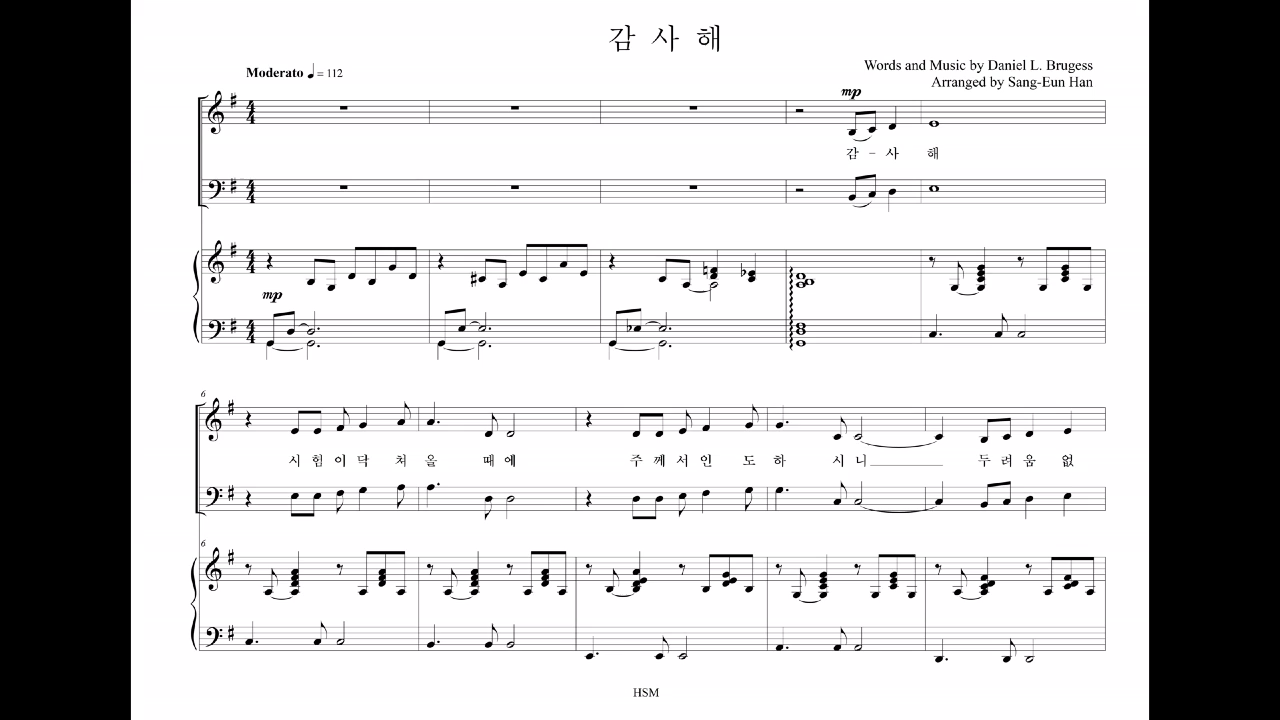 감 사 해
Moderato ♩ = 112
Words and Music by Daniel L. Brugess
Arranged by Sang-Eun Han
mp
감 - 사 해
mp
6
시 험 이 닥 쳐 올 때 에 주 께 서 인 도 하 시 니 두 려 움 없
6
HSM